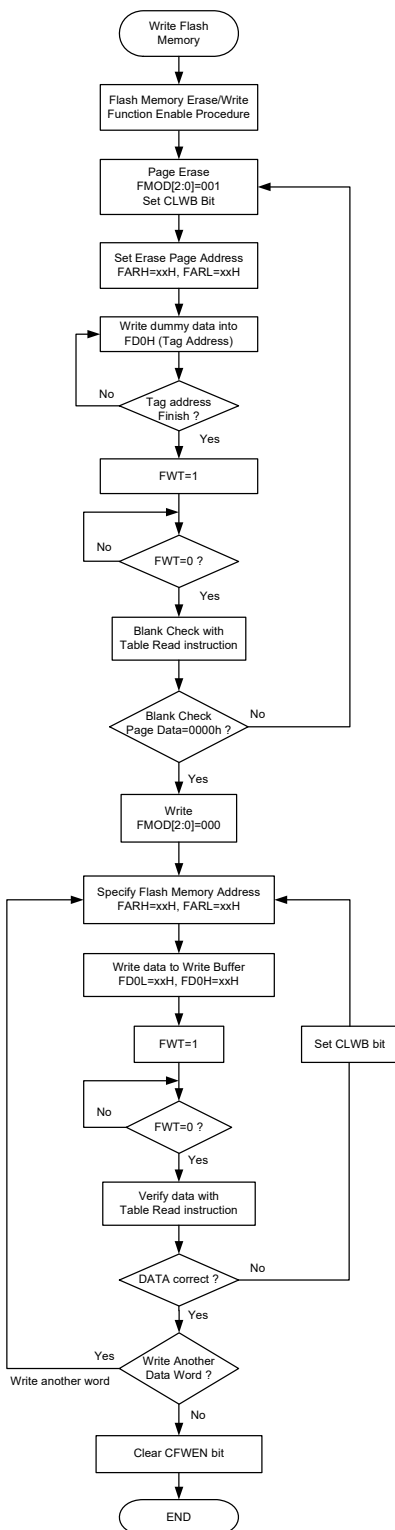 Write Flash
Memory
Flash Memory Erase/Write
Function Enable Procedure
Page Erase
FMOD[2:0]=001
Set CLWB Bit
Set Erase Page Address
FARH=xxH, FARL=xxH
Write dummy data into
FD0H (Tag Address)
No
Tag address
Finish ?
Yes
FWT=1
No
FWT=0 ?
Yes
Blank Check with
Table Read instruction
Blank Check
Page Data=0000h ?
No
Yes
Write
FMOD[2:0]=000
Specify Flash Memory Address
FARH=xxH, FARL=xxH
Write data to Write Buffer
FD0L=xxH, FD0H=xxH
FWT=1
Set CLWB bit
No
FWT=0 ?
Yes
Verify data with
Table Read instruction
DATA correct ?
No
Yes
Yes
Write another word
Write Another
Data Word ?
No
Clear CFWEN bit
END